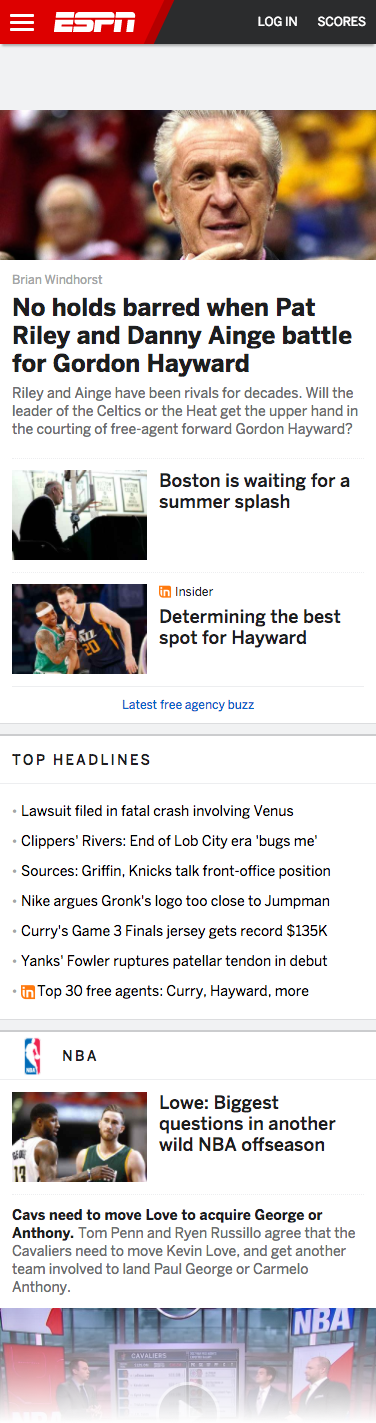 ESPN
LOG IN
SCORES
Brian Windhorst
No holds barred when Pat
Riley and Danny Ainge battle
for Gordon Hayward
Riley and Ainge have been rivals for decades. Will the
leader of the Celtics or the Heat get the upper hand in
the courting of free-agent forward Gordon Hayward?
Boston is waiting for a
summer splash
20
in Insider
Determining the best
spot for Hayward
Latest free agency buzz
TOP HEADLINES
• Lawsuit filed in fatal crash involving Venus
• Clippers' Rivers: End of Lob City era 'bugs me'
• Sources: Griffin, Knicks talk front-office position
• Nike argues Gronk's logo too close to Jumpman
• Curry's Game 3 Finals jersey gets record $135K
• Yanks' Fowler ruptures patellar tendon in debut
• in Top 30 free agents: Curry, Hayward, more
NBA
13
Lowe: Biggest
questions in another
wild NBA offseason
Cavs need to move Love to acquire George or
Anthony. Tom Penn and Ryen Russillo agree that the
Cavaliers need to move Kevin Love, and get another
team involved to land Paul George or Carmelo
Anthony.
NBA
CAVALIERS